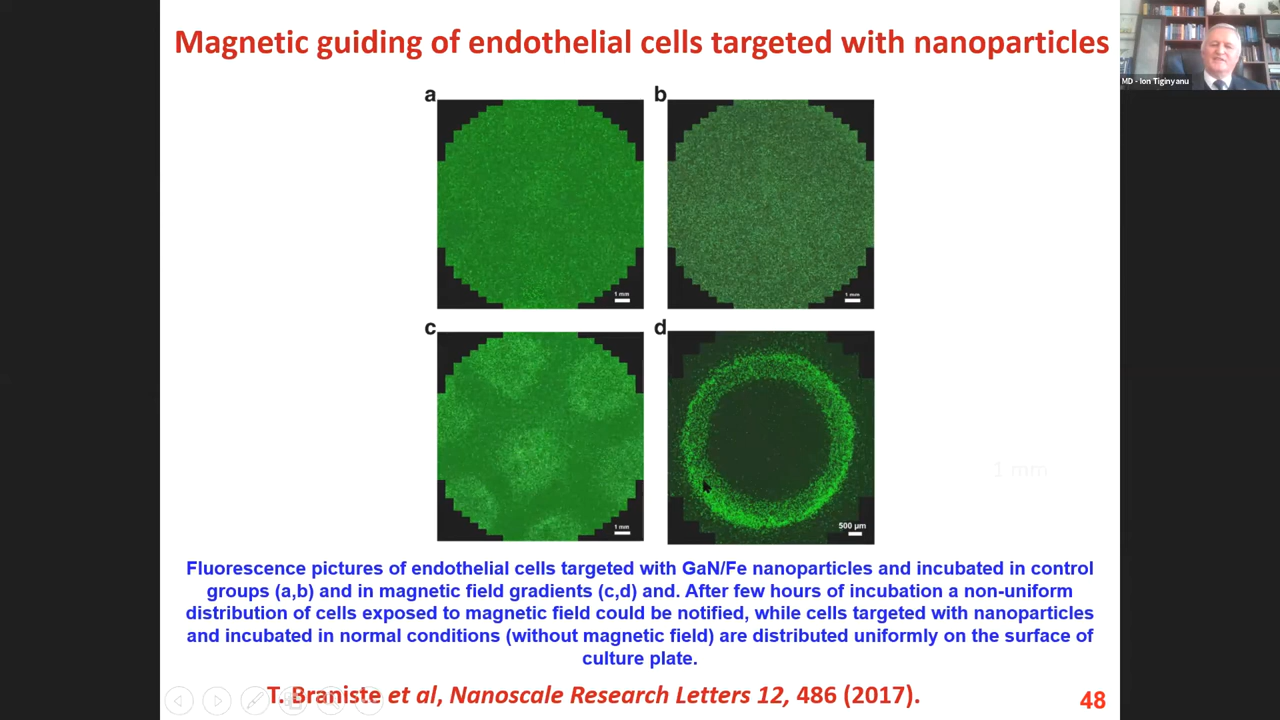 Magnetic guiding of endothelial cells targeted with nanoparticles
MD - Ion Tiginyanu
a
b
1 mm
1 mm
c
d
1 mm
500 µm
1 mm
Fluorescence pictures of endothelial cells targeted with GaN/Fe nanoparticles and incubated in control
groups (a,b) and in magnetic field gradients (c,d) and. After few hours of incubation a non-uniform
distribution of cells exposed to magnetic field could be notified, while cells targeted with nanoparticles
and incubated in normal conditions (without magnetic field) are distributed uniformly on the surface of
culture plate.
T. Braniste et al, Nanoscale Research Letters 12, 486 (2017).
48